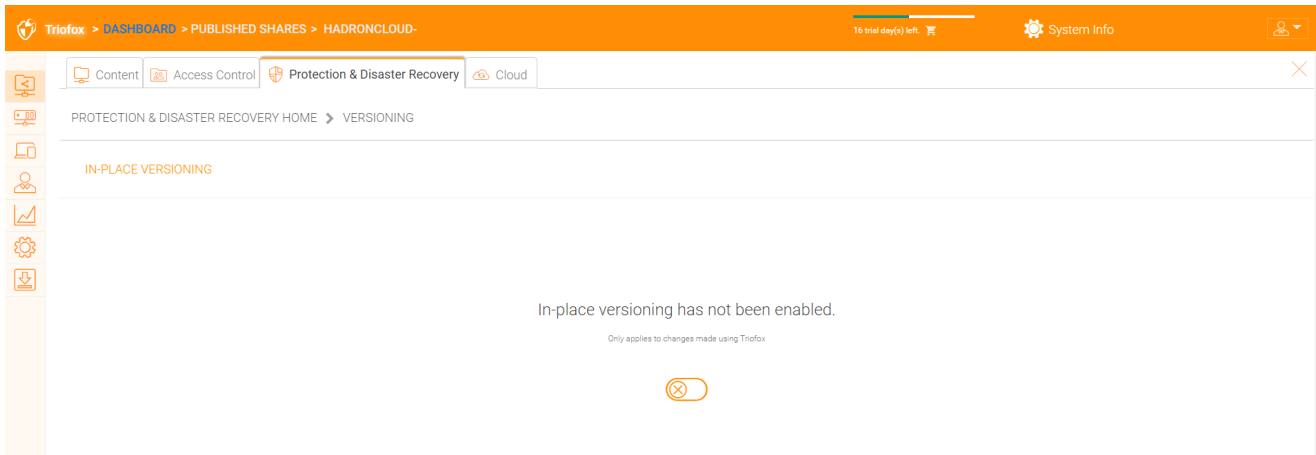 Triofox > DASHBOARD > PUBLISHED SHARES > HADRONCLOUD-
16 trial day(s) left.
System Info
Content
Access Control
Protection & Disaster Recovery
Cloud
PROTECTION & DISASTER RECOVERY HOME > VERSIONING
IN-PLACE VERSIONING
In-place versioning has not been enabled.
Only applies to changes made using Triofox